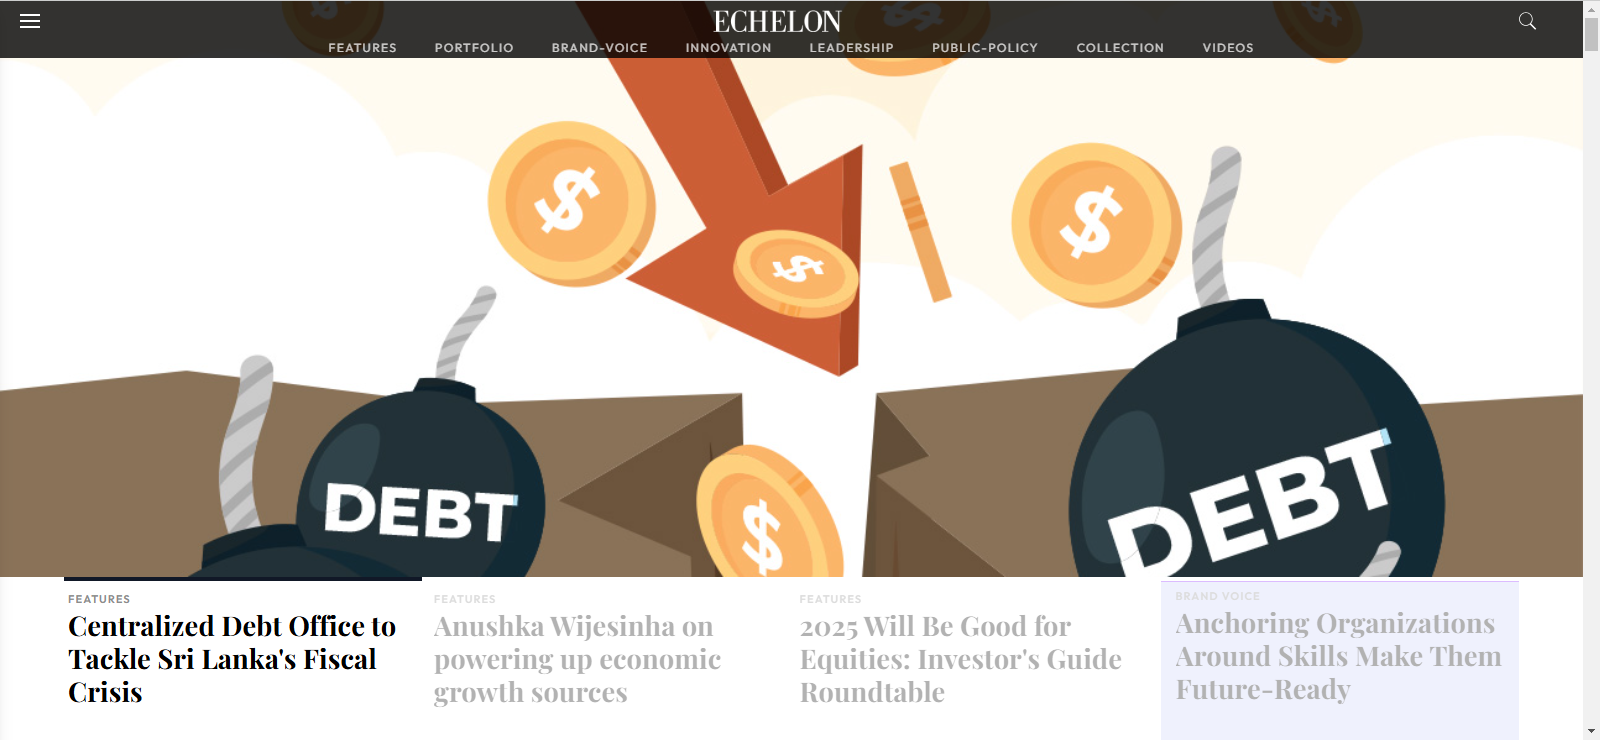 ECHELON
FEATURES PORTFOLIO BRAND-VOICE INNOVATION LEADERSHIP PUBLIC-POLICY COLLECTION VIDEOS
$
$
$
$
DEBT
DEBT
FEATURES
Centralized Debt Office to
Tackle Sri Lanka's Fiscal
Crisis
FEATURES
Anushka Wijesinha on
powering up economic
growth sources
FEATURES
2025 Will Be Good for
Equities: Investor's Guide
Roundtable
BRAND VOICE
Anchoring Organizations
Around Skills Make Them
Future-Ready